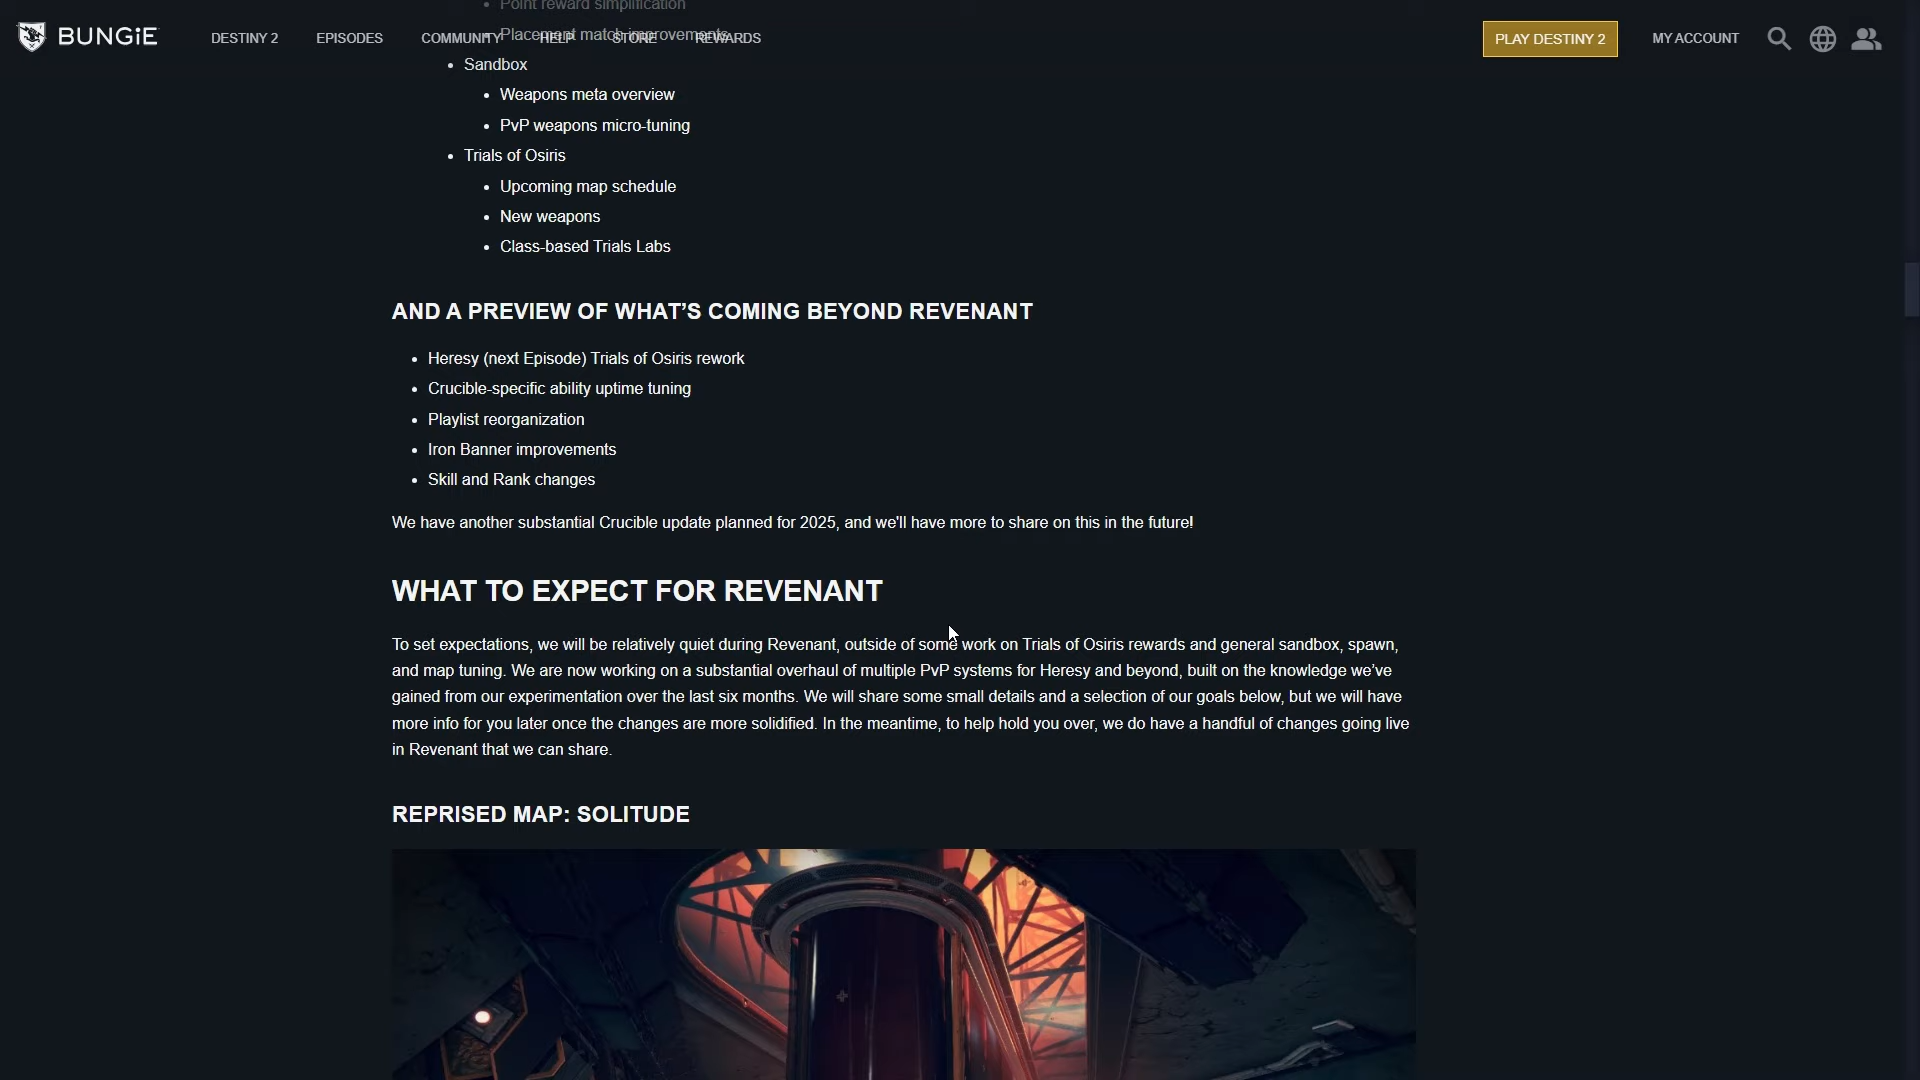 Point reward simplification
BUNGiE
DESTINY 2
EPISODES
COMMUNITY
HELP
STORE
REWARDS
PLAY DESTINY 2
MY ACCOUNT
Placement match improvements
Sandbox
Weapons meta overview
PvP weapons micro-tuning
Trials of Osiris
Upcoming map schedule
New weapons
Class-based Trials Labs
AND A PREVIEW OF WHAT’S COMING BEYOND REVENANT
Heresy (next Episode) Trials of Osiris rework
Crucible-specific ability uptime tuning
Playlist reorganization
Iron Banner improvements
Skill and Rank changes
We have another substantial Crucible update planned for 2025, and we'll have more to share on this in the future!
WHAT TO EXPECT FOR REVENANT
To set expectations, we will be relatively quiet during Revenant, outside of some work on Trials of Osiris rewards and general sandbox, spawn,
and map tuning. We are now working on a substantial overhaul of multiple PvP systems for Heresy and beyond, built on the knowledge we’ve
gained from our experimentation over the last six months. We will share some small details and a selection of our goals below, but we will have
more info for you later once the changes are more solidified. In the meantime, to help hold you over, we do have a handful of changes going live
in Revenant that we can share.
REPRISED MAP: SOLITUDE